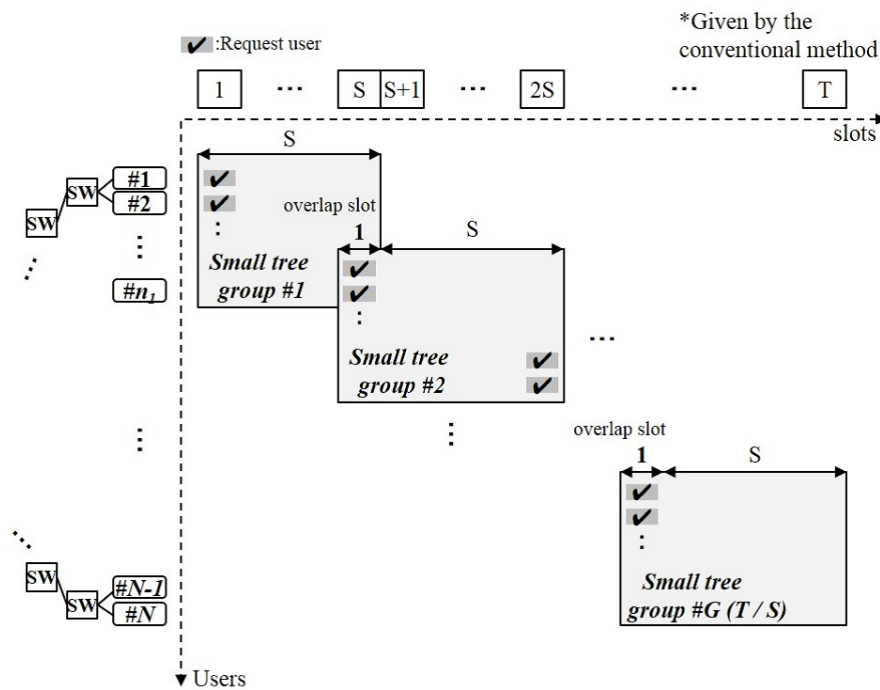 ✔:Request user
*Given by the
conventional method
1 ... S S+1 ... 2S ... T
slots
S
SW SW #1
#2
overlap slot
1 S
Small tree
group #1
#n₁
Small tree
group #2
overlap slot
1 S
SW SW #N-1
#N
Small tree
group #G (T / S)
Users